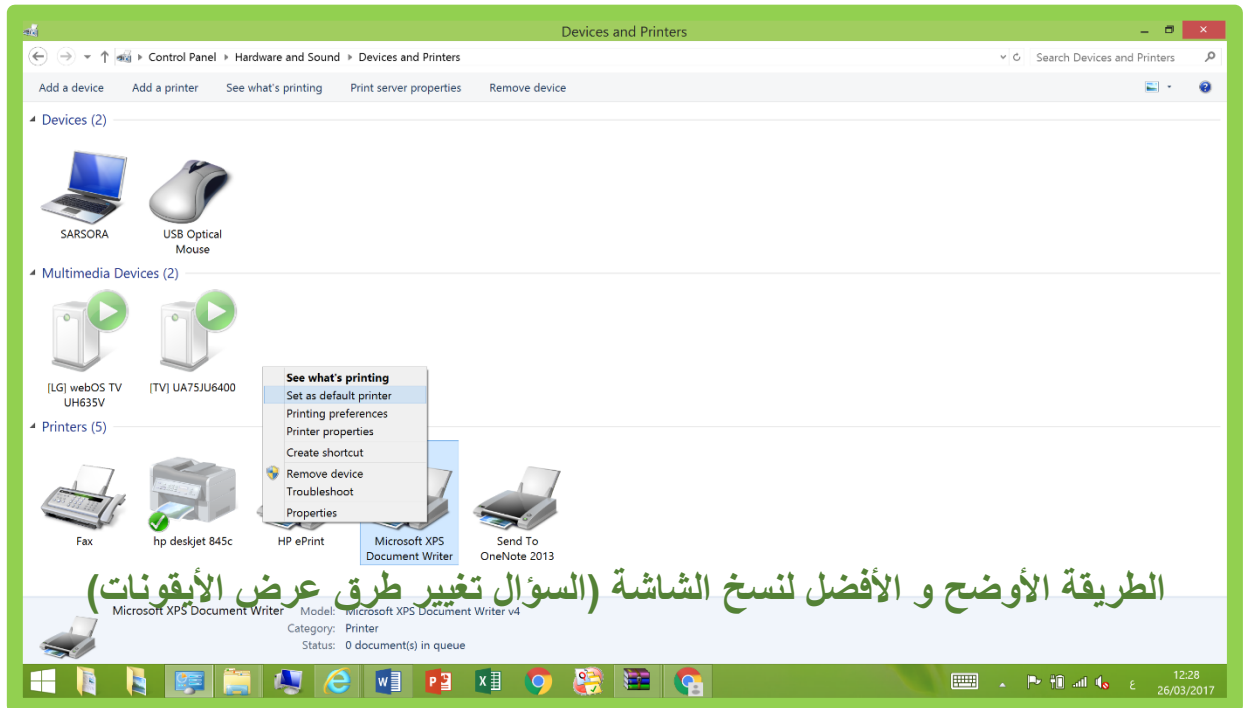 Devices and Printers
Control Panel ▸ Hardware and Sound ▸ Devices and Printers
Search Devices and Printers
Add a device Add a printer See what's printing Print server properties Remove device
Devices (2)
SARSORA
USB Optical
Mouse
Multimedia Devices (2)
[LG] webOS TV
UH635V
[TV] UA75JU6400
See what's printing
Set as default printer
Printing preferences
Printer properties
Create shortcut
Remove device
Troubleshoot
Properties
Printers (5)
Fax
hp deskjet 845c
HP ePrint
Microsoft XPS
Document Writer
Send To
OneNote 2013
الطريقة الأوضح و الأفضل لنسخ الشاشة (السؤال تغيير طرق عرض الأيقونات)
Microsoft XPS Document Writer Model: Microsoft XPS Document Writer v4
Category: Printer
Status: 0 document(s) in queue
ع
12:28
26/03/2017